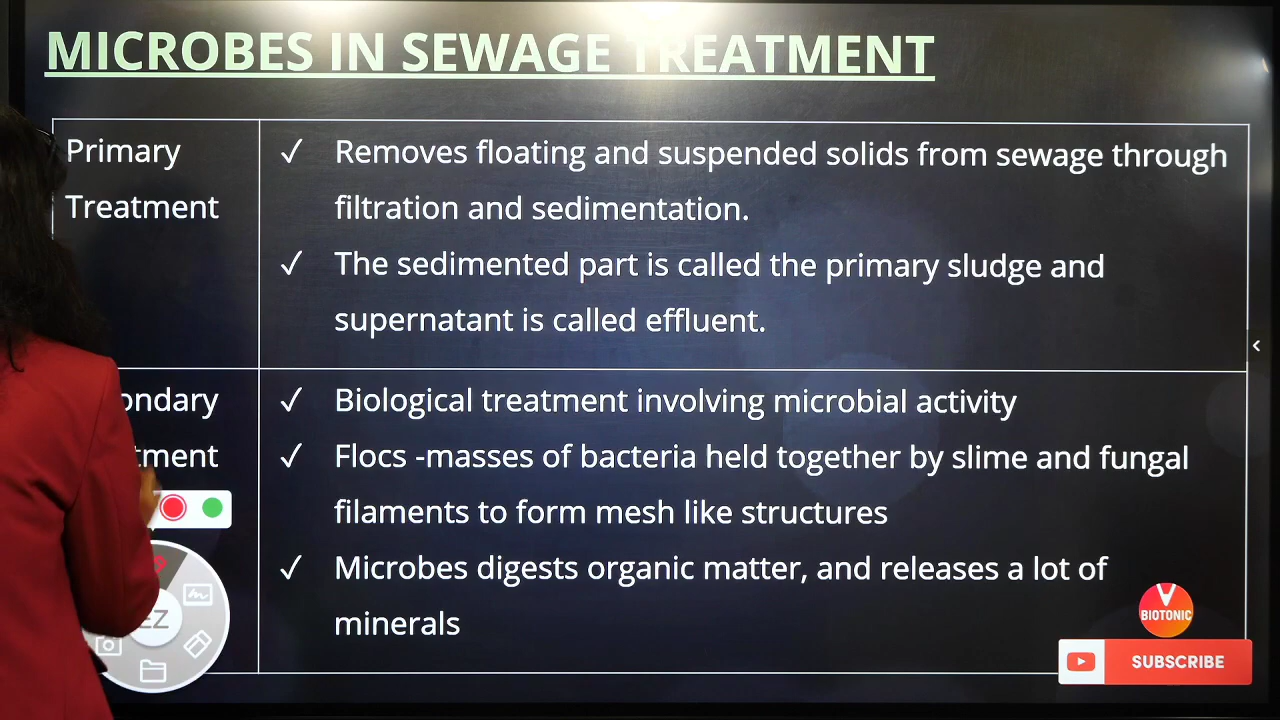 MICROBES IN SEWAGE TREATMENT
Primary
Treatment
✓ Removes floating and suspended solids from sewage through
filtration and sedimentation.
✓ The sedimented part is called the primary sludge and
supernatant is called effluent.
ondary
tment
✓ Biological treatment involving microbial activity
✓ Flocs -masses of bacteria held together by slime and fungal
filaments to form mesh like structures
✓ Microbes digests organic matter, and releases a lot of
minerals
EZ
BIOTONIC
SUBSCRIBE